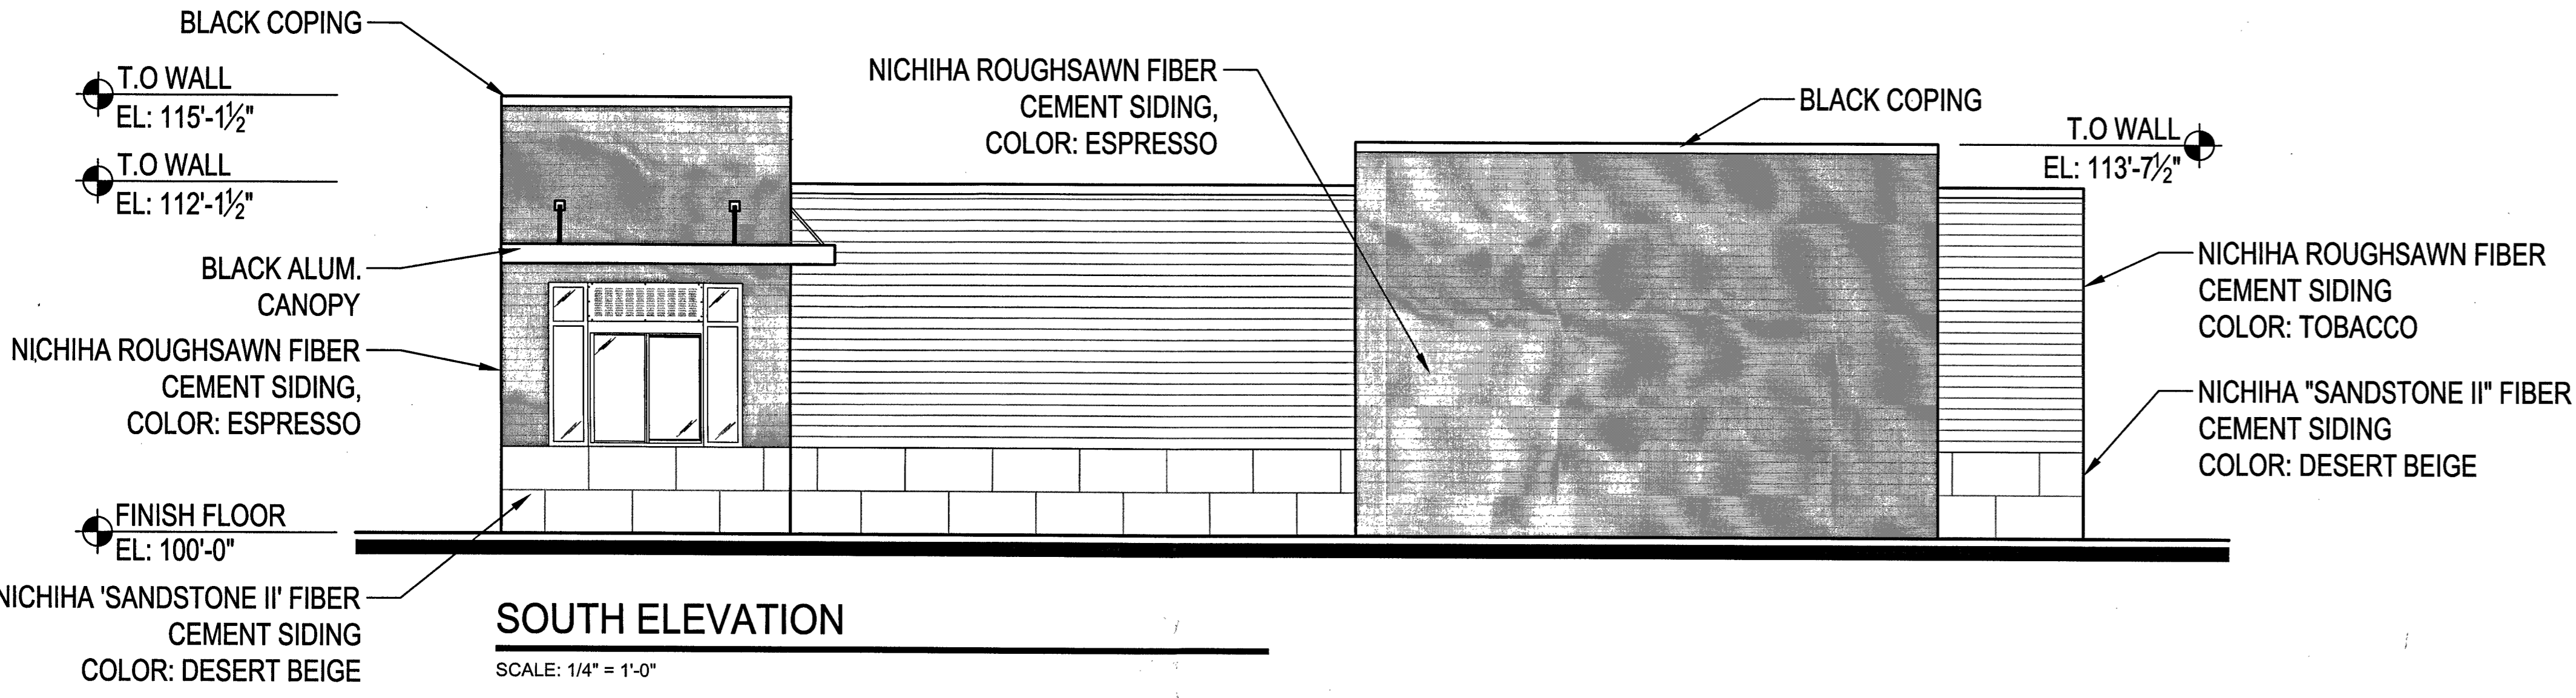 BLACK COPING
T.O WALL
EL: 115'-1½"
T.O WALL
EL: 112'-1½"
BLACK ALUM.
CANOPY
NICHIHA ROUGHSAWN FIBER
CEMENT SIDING,
COLOR: ESPRESSO
FINISH FLOOR
EL: 100'-0"
NICHIHA 'SANDSTONE II' FIBER
CEMENT SIDING
COLOR: DESERT BEIGE
NICHIHA ROUGHSAWN FIBER
CEMENT SIDING,
COLOR: ESPRESSO
BLACK COPING
T.O WALL
EL: 113'-7½"
NICHIHA ROUGHSAWN FIBER
CEMENT SIDING
COLOR: TOBACCO
NICHIHA "SANDSTONE II" FIBER
CEMENT SIDING
COLOR: DESERT BEIGE
SOUTH ELEVATION
SCALE: 1/4" = 1'-0"